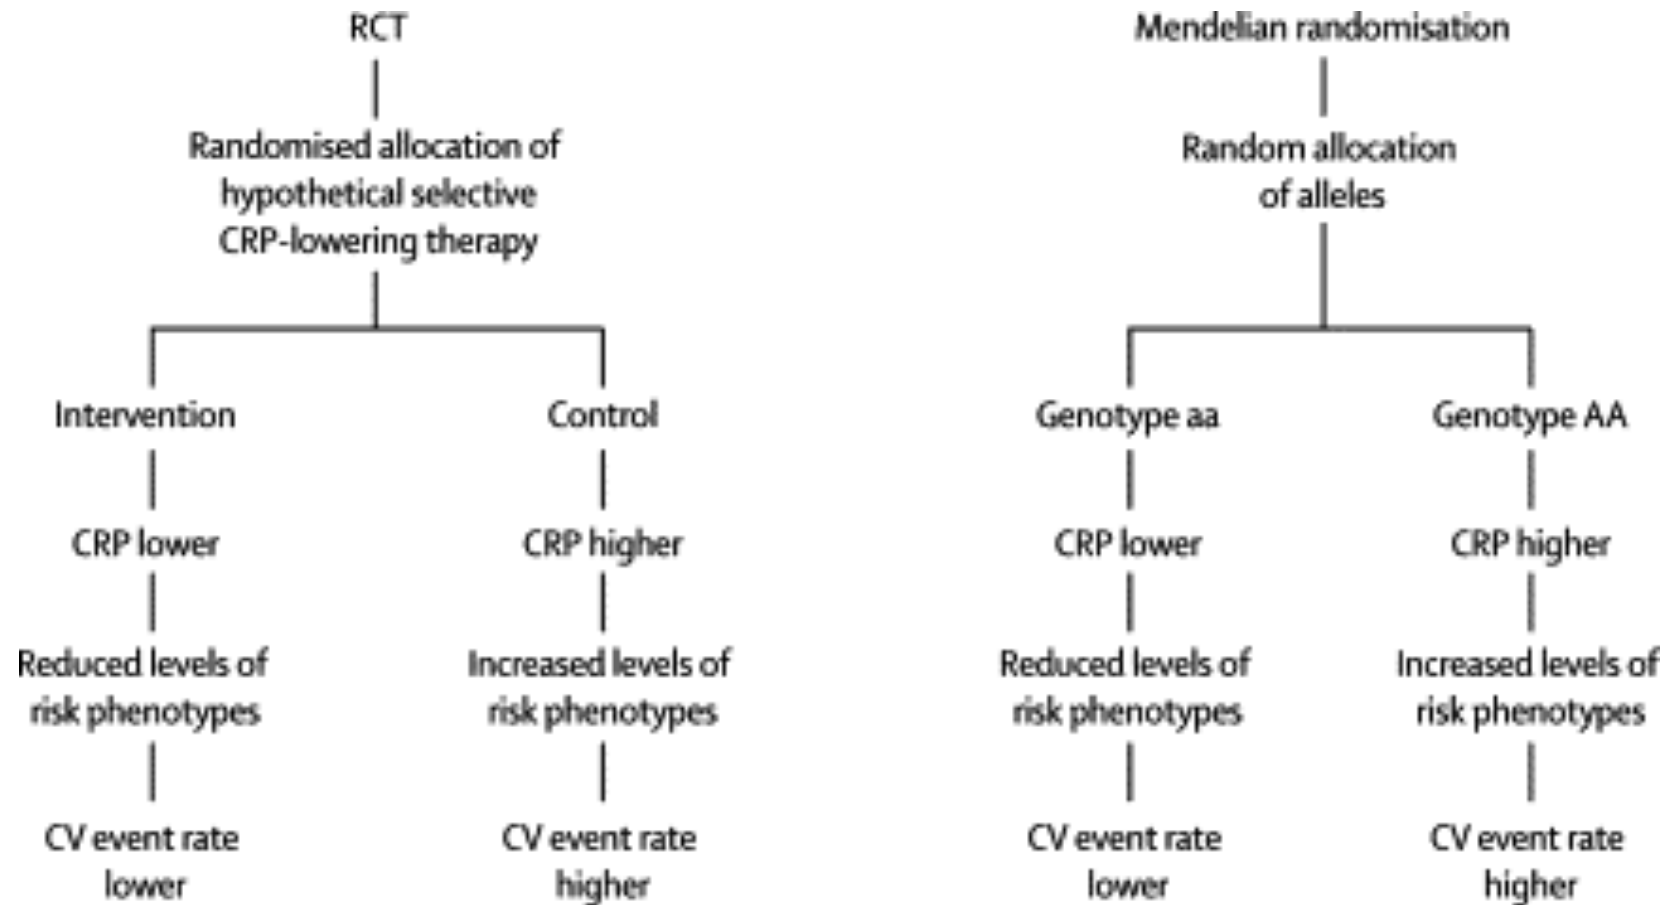 RCT
Randomised allocation of
hypothetical selective
CRP-lowering therapy
Intervention
Control
CRP lower
CRP higher
Reduced levels of
risk phenotypes
Increased levels of
risk phenotypes
CV event rate
lower
CV event rate
higher
Mendelian randomisation
Random allocation
of alleles
Genotype aa
Genotype AA
CRP lower
CRP higher
Reduced levels of
risk phenotypes
Increased levels of
risk phenotypes
CV event rate
lower
CV event rate
higher